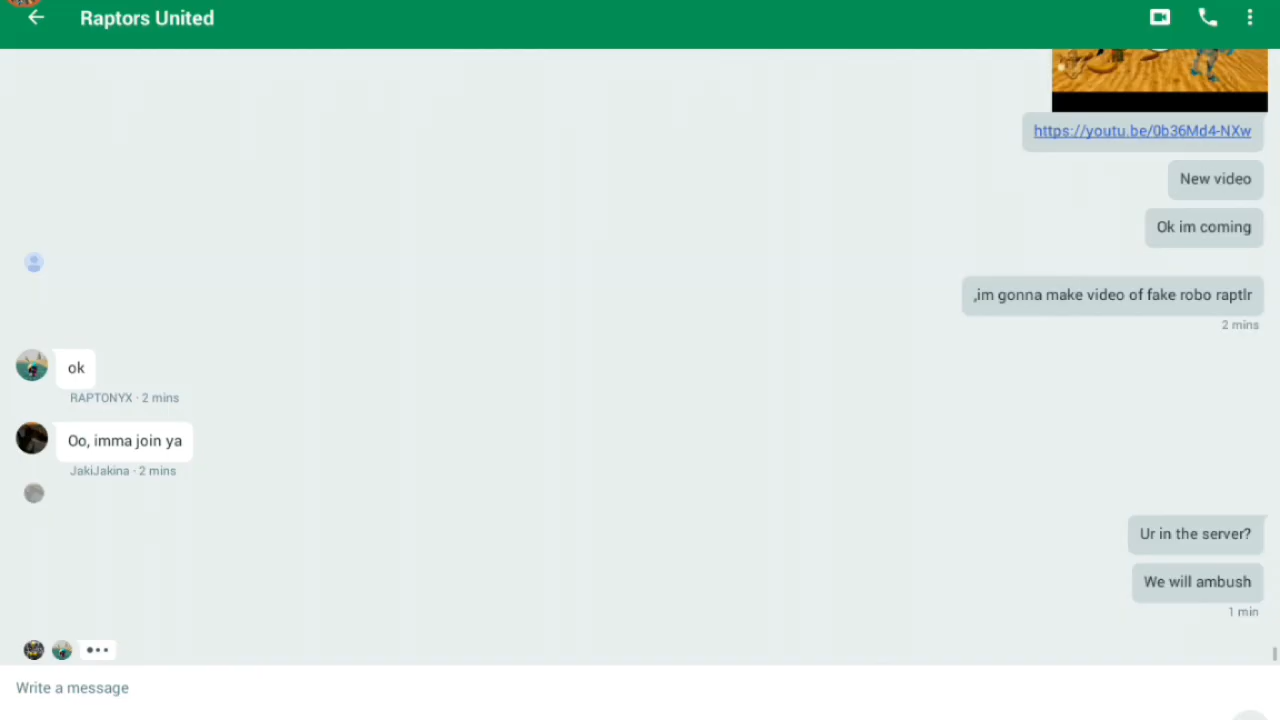 Raptors United
https://youtu.be/0b36Md4-NXw
New video
Ok im coming
,im gonna make video of fake robo raptlr
2 mins
ok
RAPTONYX · 2 mins
Oo, imma join ya
JakiJakina · 2 mins
Ur in the server?
We will ambush
1 min
Write a message